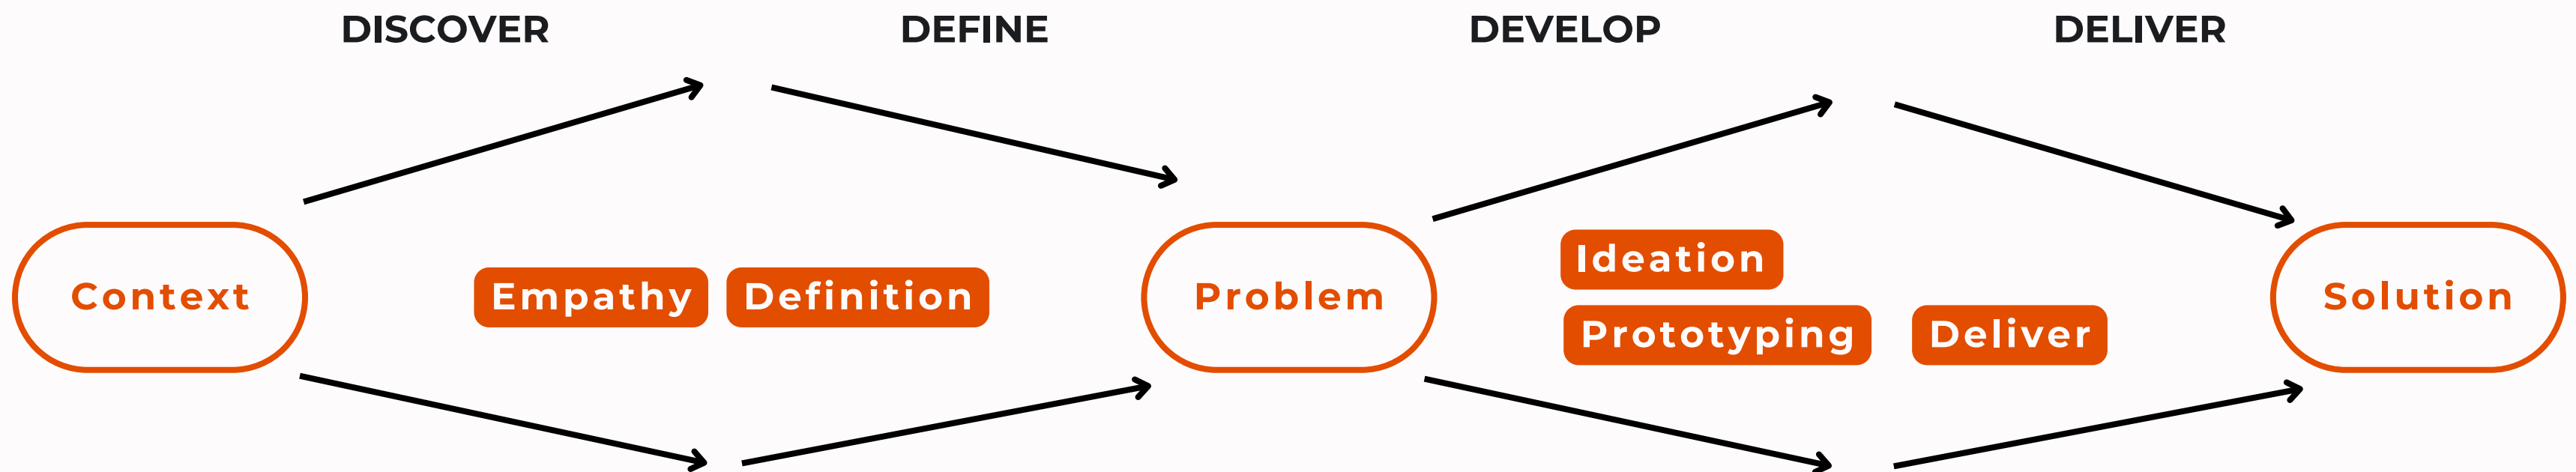 DISCOVER
DEFINE
DEVELOP
DELIVER
Context
Empathy
Definition
Problem
Ideation
Prototyping
Deliver
Solution